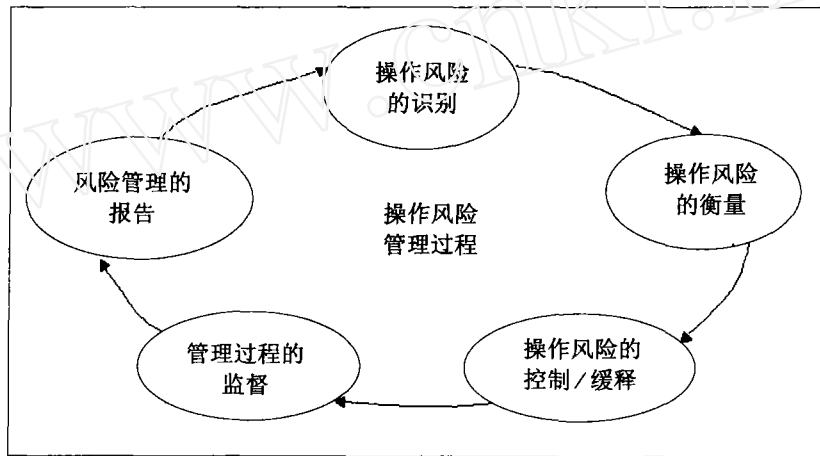 www.cnki.n
操作风险
的识别
风险管理的
报告
操作风险
的衡量
操作风险
管理过程
管理过程的
监督
操作风险的
控制/缓释